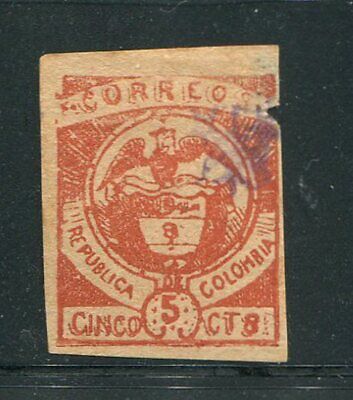 CORREOS
REPUBLICA DE COLOMBIA
5
CINCO CTS